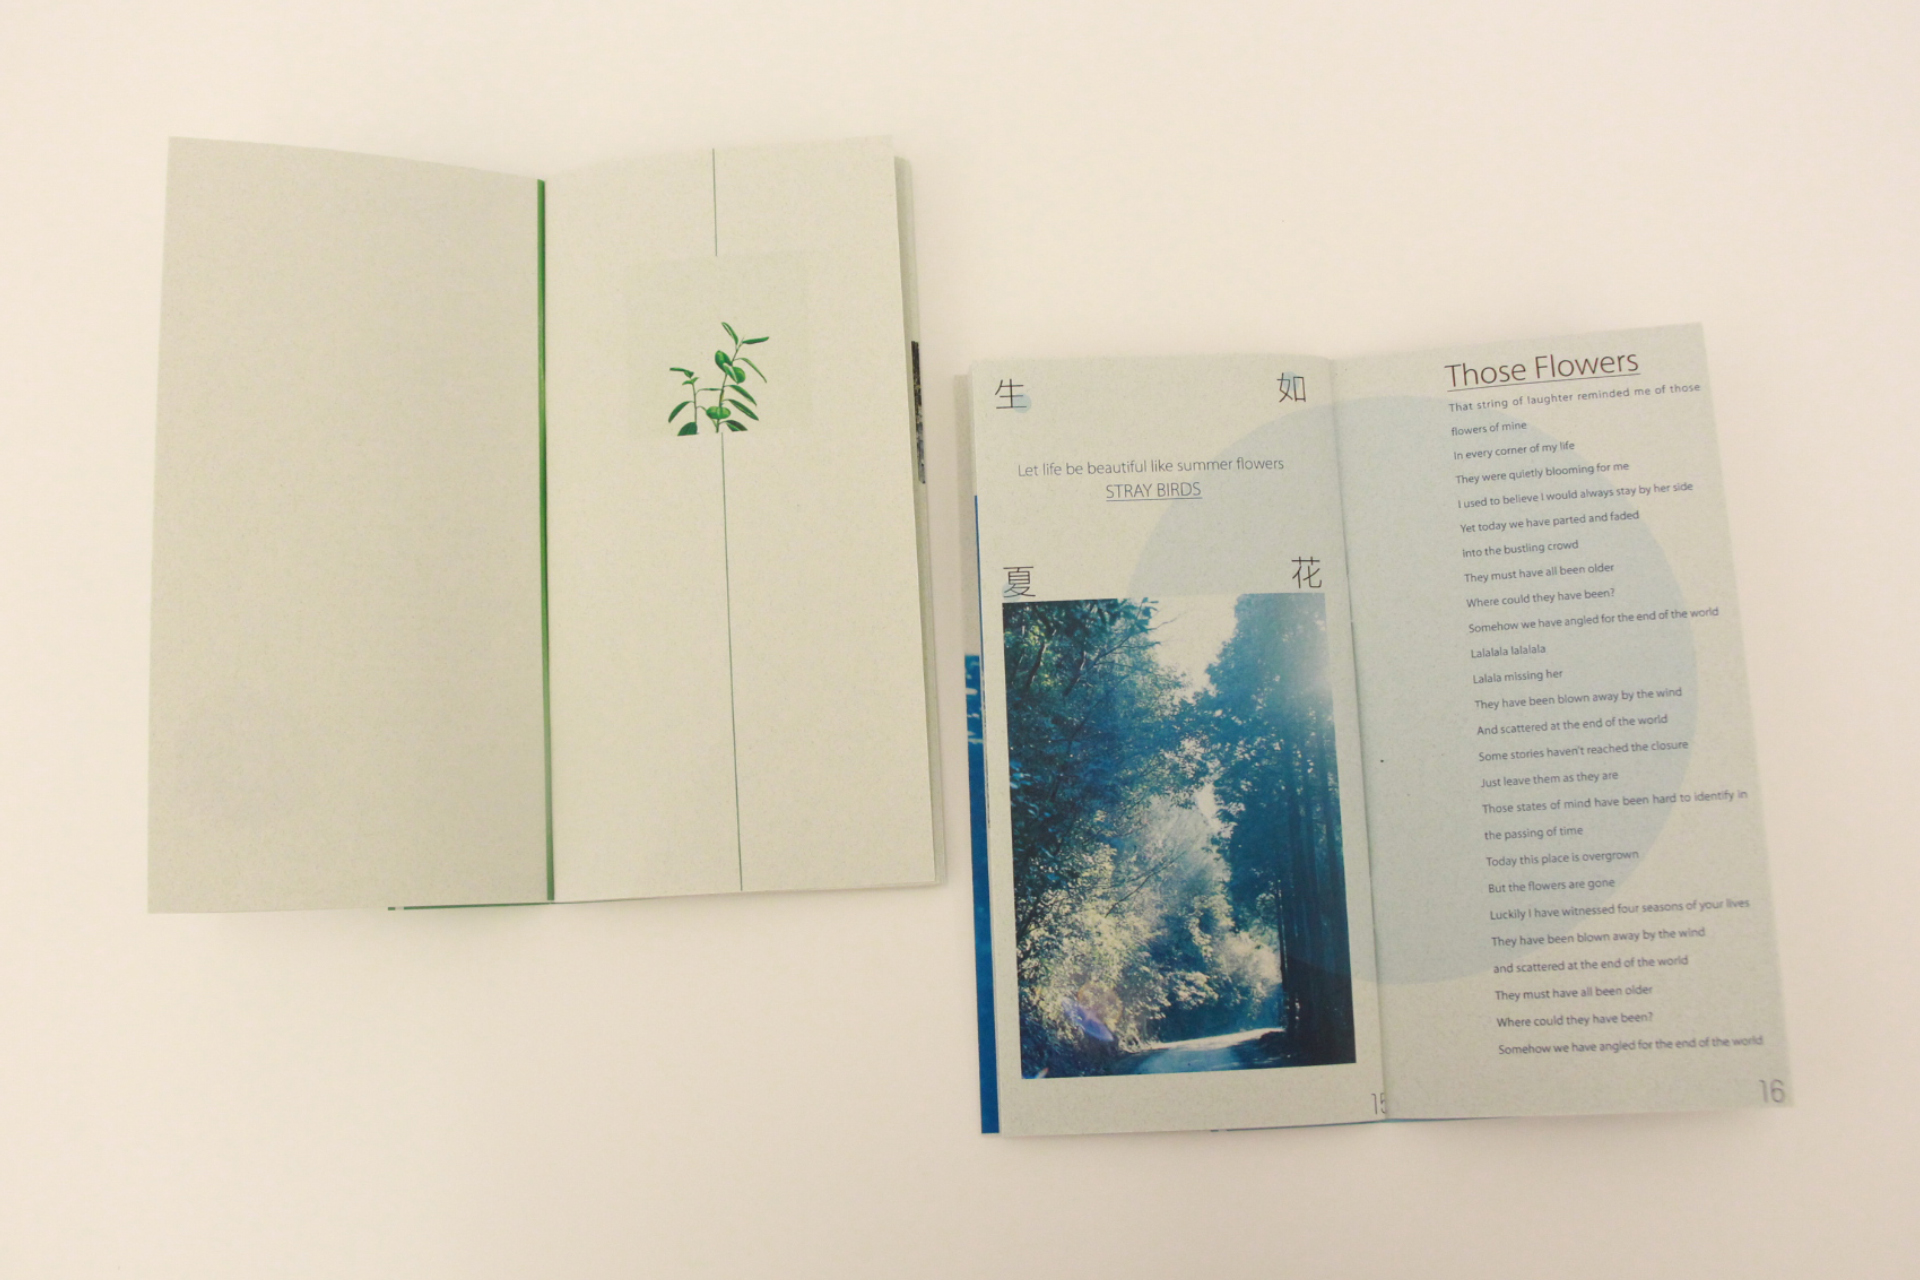 生 如
Let life be beautiful like summer flowers
STRAY BIRDS
夏 花
15
Those Flowers
That string of laughter reminded me of those
flowers of mine
In every corner of my life
They were quietly blooming for me
I used to believe I would always stay by her side
Yet today we have parted and faded
Into the bustling crowd
They must have all been older
Where could they have been?
Somehow we have angled for the end of the world
Lalalala lalalala
Lalala missing her
They have been blown away by the wind
And scattered at the end of the world
Some stories haven't reached the closure
Just leave them as they are
Those states of mind have been hard to identify in
the passing of time
Today this place is overgrown
But the flowers are gone
Luckily I have witnessed four seasons of your lives
They have been blown away by the wind
and scattered at the end of the world
They must have all been older
Where could they have been?
Somehow we have angled for the end of the world
16